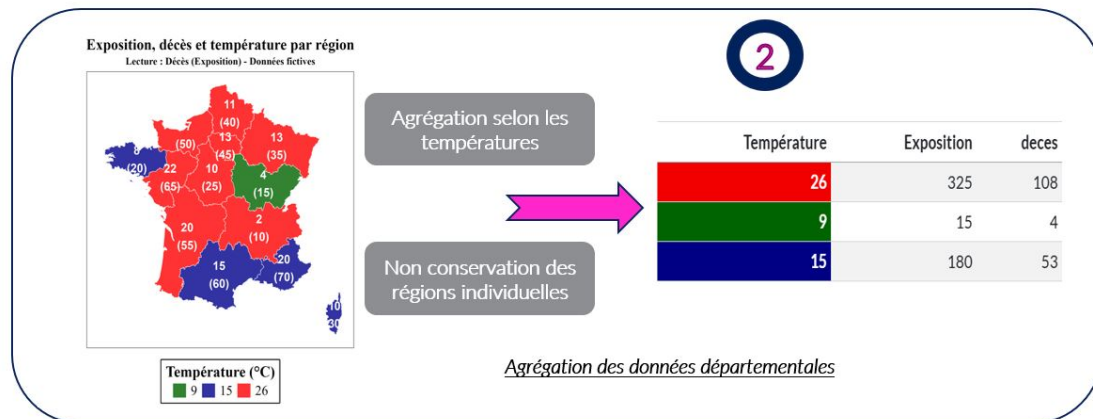 2
Exposition, décès et température par région
Lecture : Décès (Exposition) - Données fictives
11
(40)
7
(50)
13
(45)
13
(35)
8
(20)
22
(65)
10
(25)
4
(15)
20
(55)
2
(10)
15
(60)
20
(70)
10
30
Température (°C)
9 15 26
Agrégation selon les
températures
Non conservation des
régions individuelles
Température Exposition deces
26 325 108
9 15 4
15 180 53
Agrégation des données départementales